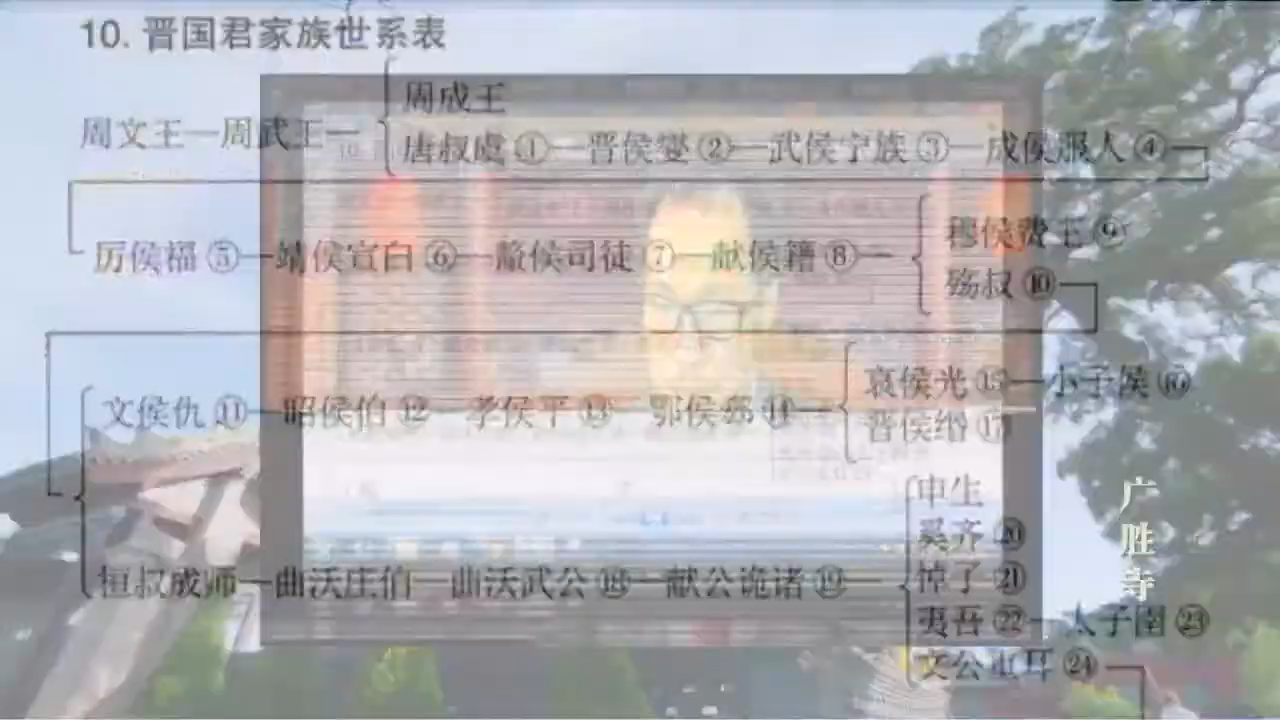 10. 晋国君家族世系表
周成王
周文王—周武王—
唐叔虞①—晋侯燮②—武侯宁族③—成侯服人④
厉侯福⑤—靖侯宜臼⑥—釐侯司徒⑦—献侯籍⑧—
穆侯费王⑨
殇叔⑩
文侯仇⑪—昭侯伯⑫—孝侯平⑬—鄂侯郄⑭—
哀侯光⑮—小子侯⑯
晋侯缗⑰
桓叔成师—曲沃庄伯—曲沃武公⑱—献公诡诸⑲—
申生
奚齐⑳
悼子㉑
夷吾㉒—太子圉㉓
文公重耳㉔
广胜寺